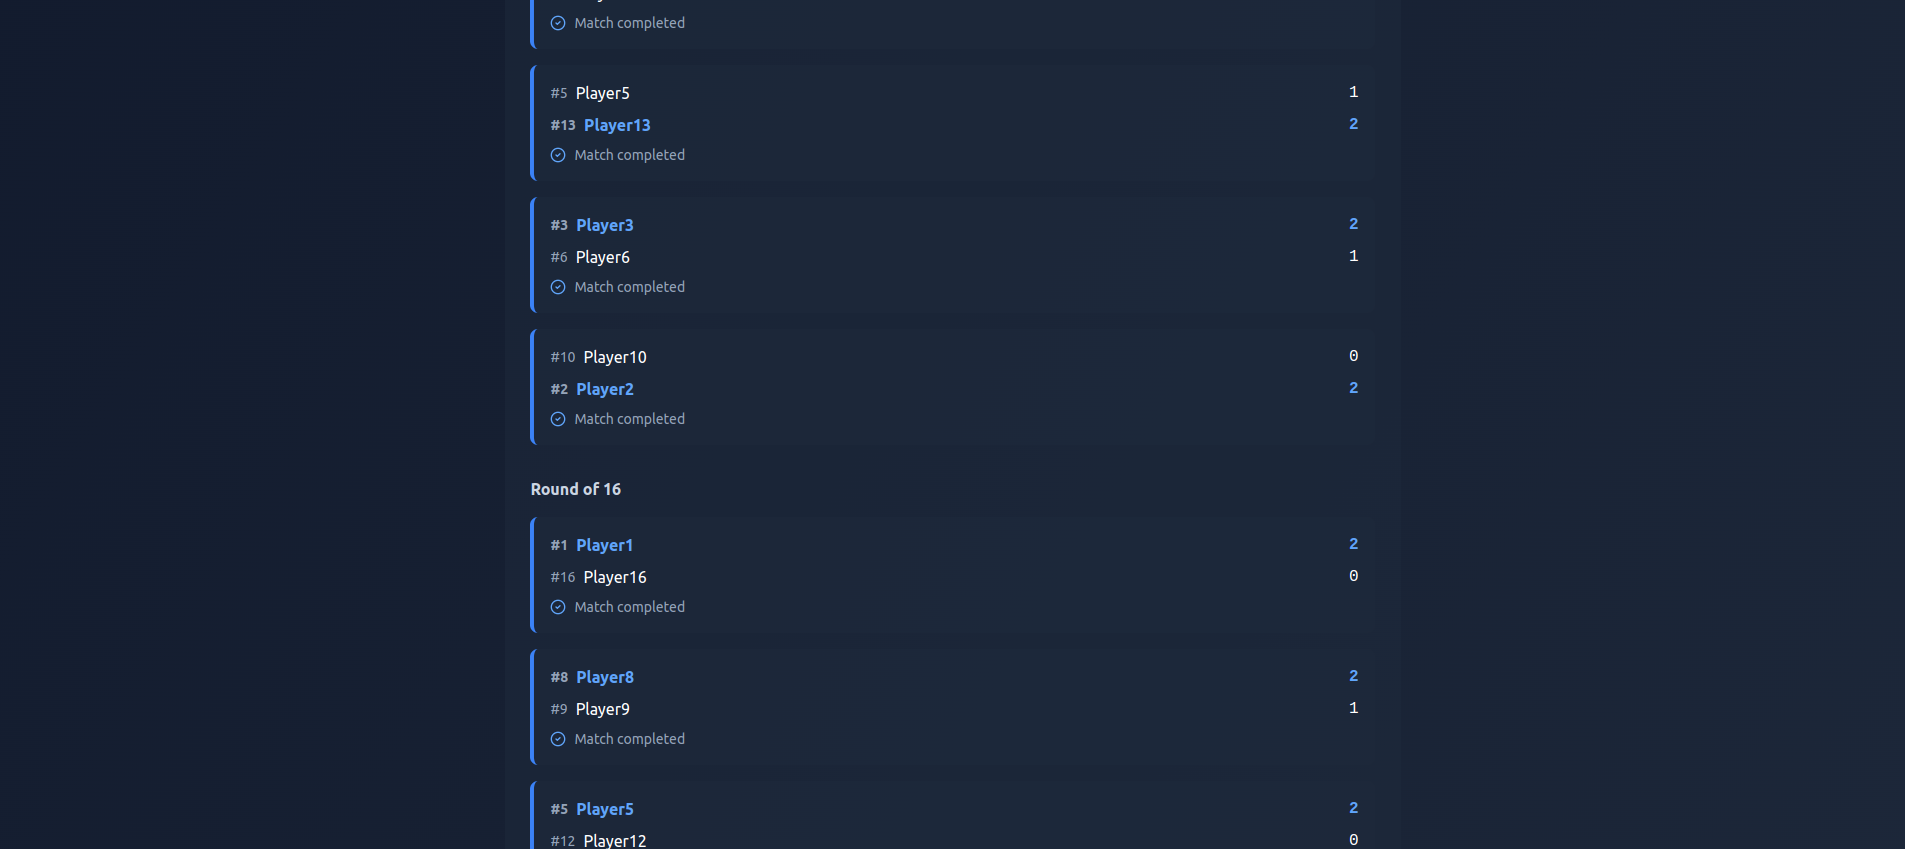 Match completed
#5 Player5 1
#13 Player13 2
Match completed
#3 Player3 2
#6 Player6 1
Match completed
#10 Player10 0
#2 Player2 2
Match completed
Round of 16
#1 Player1 2
#16 Player16 0
Match completed
#8 Player8 2
#9 Player9 1
Match completed
#5 Player5 2
#12 Player12 0